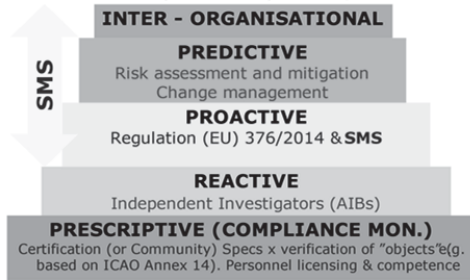 INTER - ORGANISATIONAL
PREDICTIVE
Risk assessment and mitigation
Change management
SMS
PROACTIVE
Regulation (EU) 376/2014 & SMS
REACTIVE
Independent Investigators (AIBs)
PRESCRIPTIVE (COMPLIANCE MON.)
Certification (or Community) Specs x verification of "objects"e(g.
based on ICAO Annex 14). Personnel licensing & competence